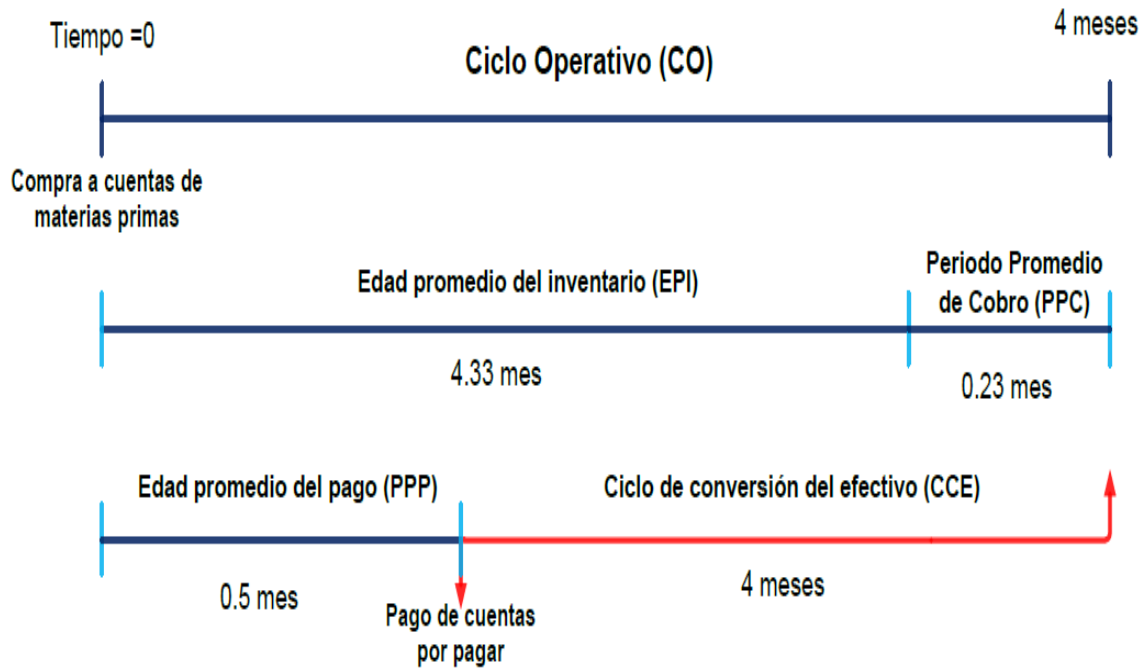 Tiempo =0
4 meses
Ciclo Operativo (CO)
Compra a cuentas de
materias primas
Edad promedio del inventario (EPI)
Periodo Promedio
de Cobro (PPC)
4.33 mes
0.23 mes
Edad promedio del pago (PPP)
Ciclo de conversión del efectivo (CCE)
0.5 mes
4 meses
Pago de cuentas
por pagar